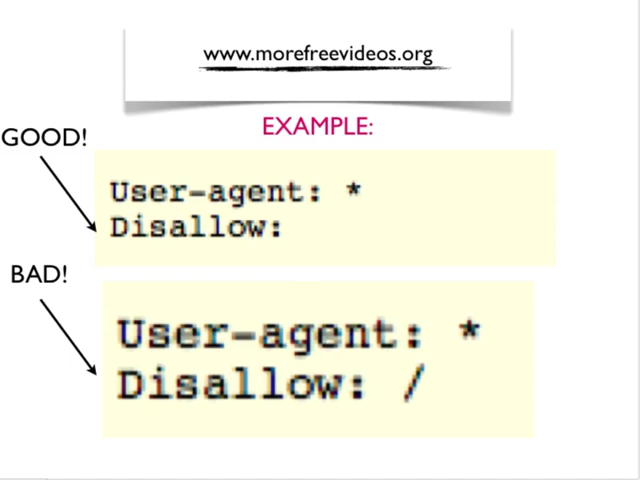 www.morefreevideos.org
EXAMPLE:
GOOD!
User-agent: *
Disallow:
BAD!
User-agent: *
Disallow: /